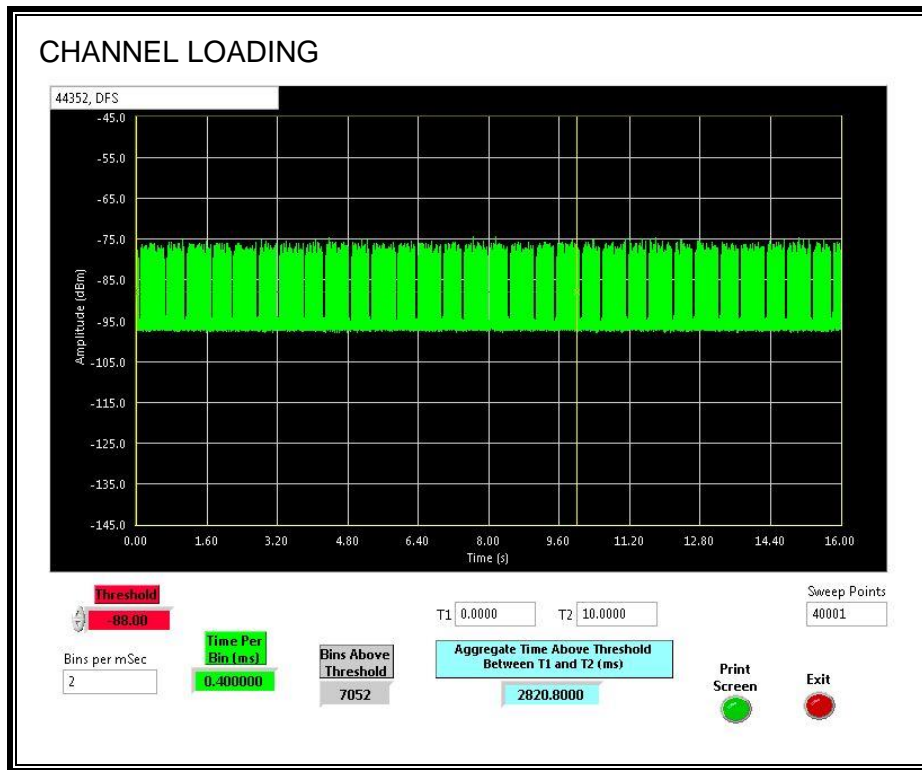 CHANNEL LOADING
44352, DFS
-45.0
-55.0
-65.0
-75.0
-85.0
-95.0
-105.0
-115.0
-125.0
-135.0
-145.0
Amplitude (dBm)
0.00 1.60 3.20 4.80 6.40 8.00 9.60 11.20 12.80 14.40 16.00
Time (s)
Threshold
-88.00
Bins per mSec
2
Time Per
Bin (ms)
0.400000
Bins Above
Threshold
7052
T1 0.0000 T2 10.0000
Aggregate Time Above Threshold
Between T1 and T2 (ms)
2820.8000
Sweep Points
40001
Print
Screen
Exit